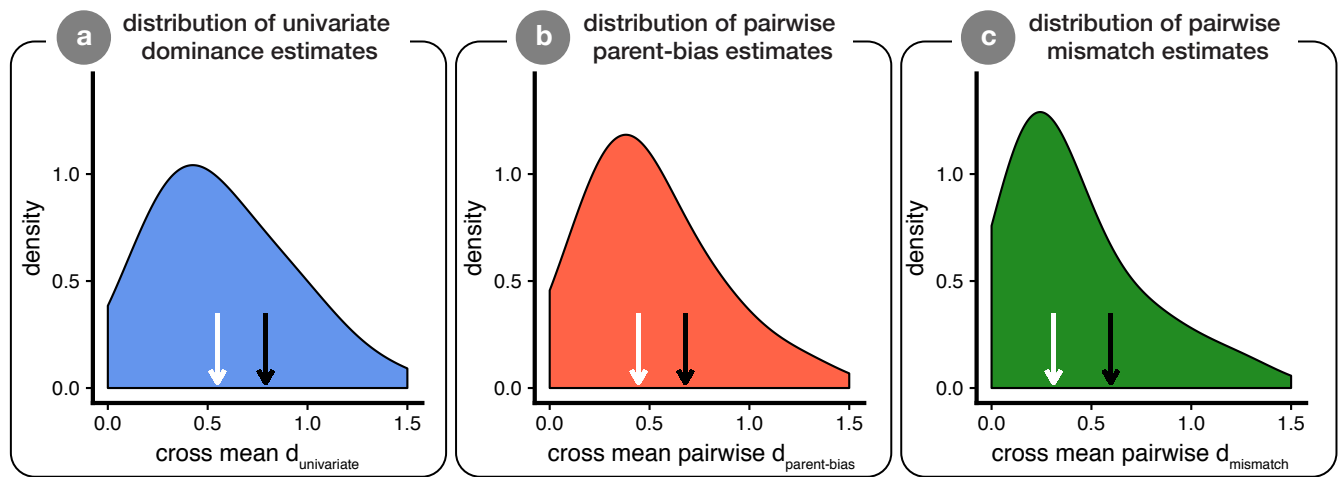 a
distribution of univariate
dominance estimates
density
1.0
0.5
0.0
0.0 0.5 1.0 1.5
cross mean d_univariate
b
distribution of pairwise
parent-bias estimates
density
1.0
0.5
0.0
0.0 0.5 1.0 1.5
cross mean pairwise d_parent-bias
c
distribution of pairwise
mismatch estimates
density
1.0
0.5
0.0
0.0 0.5 1.0 1.5
cross mean pairwise d_mismatch